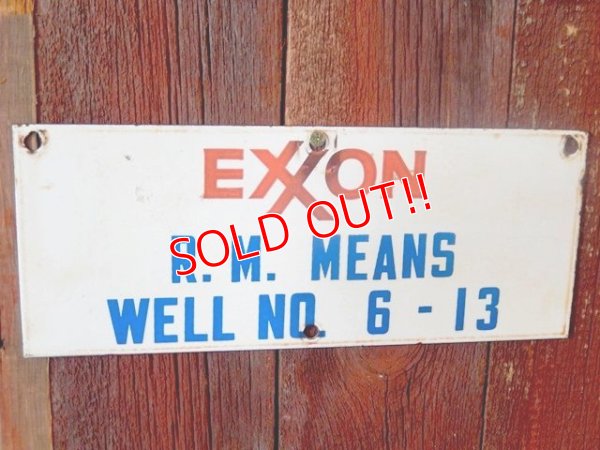 EXXON
SOLD OUT!!
R. M. MEANS
WELL NO. 6 - 13